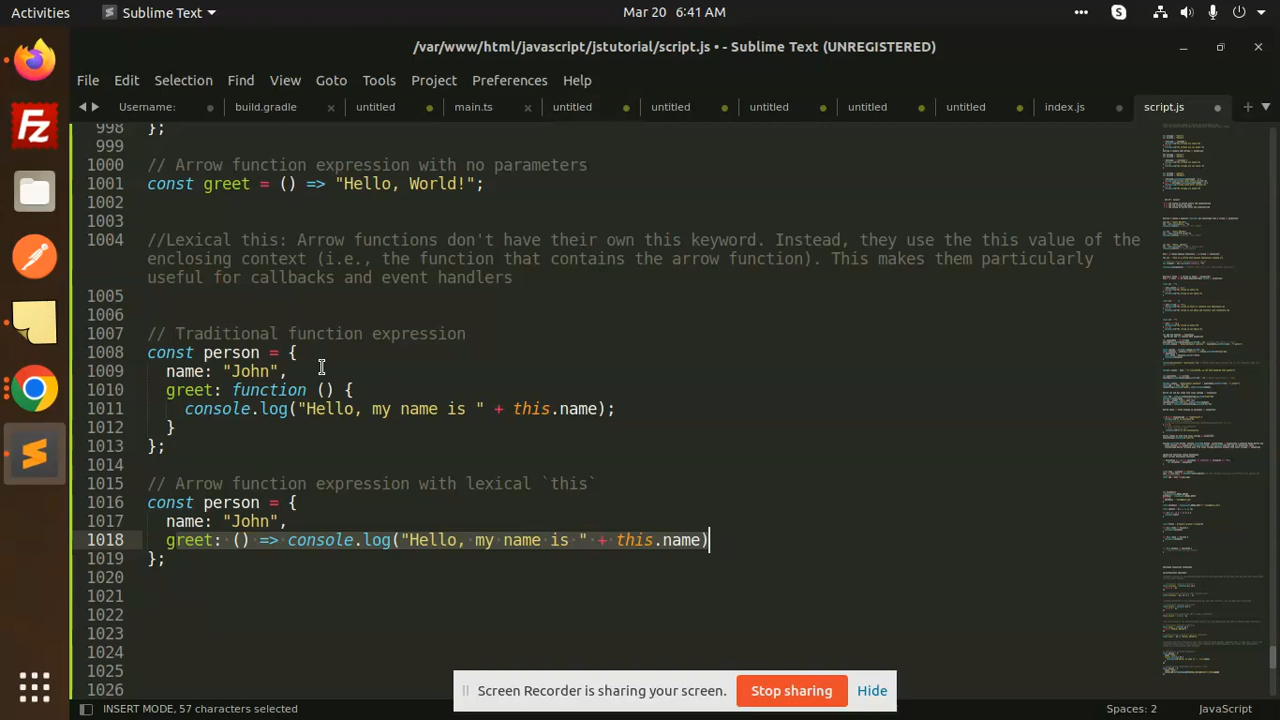 Activities
Sublime Text
Mar 20 6:41 AM
S
/var/www/html/javascript/jstutorial/script.js • - Sublime Text (UNREGISTERED)
File Edit Selection Find View Goto Tools Project Preferences Help
Username: build.gradle untitled main.ts untitled untitled untitled untitled untitled index.js script.js
Fz
998 };
999
1000 // Arrow function expression with no parameters
1001 const greet = () => "Hello, World!";
1002
1003
1004 //Lexical this: Arrow functions don't have their own this keyword. Instead, they use the this value of the
enclosing context (i.e., the function that contains the arrow function). This makes them particularly
useful for callbacks and event handlers.
1005
1006
1007 // Traditional function expression
1008 const person = {
1009 name: "John",
1010 greet: function () {
1011 console.log("Hello, my name is " + this.name);
1012 }
1013 };
1014
1015 // Arrow function expression with lexical `this`
1016 const person = {
1017 name: "John",
1018 greet: () => console.log("Hello, my name is " + this.name)
1019 };
1020
1021
1022
1023
1024
1025
1026
Screen Recorder is sharing your screen. Stop sharing Hide
INSERT MODE, 57 characters selected
Spaces: 2 JavaScript